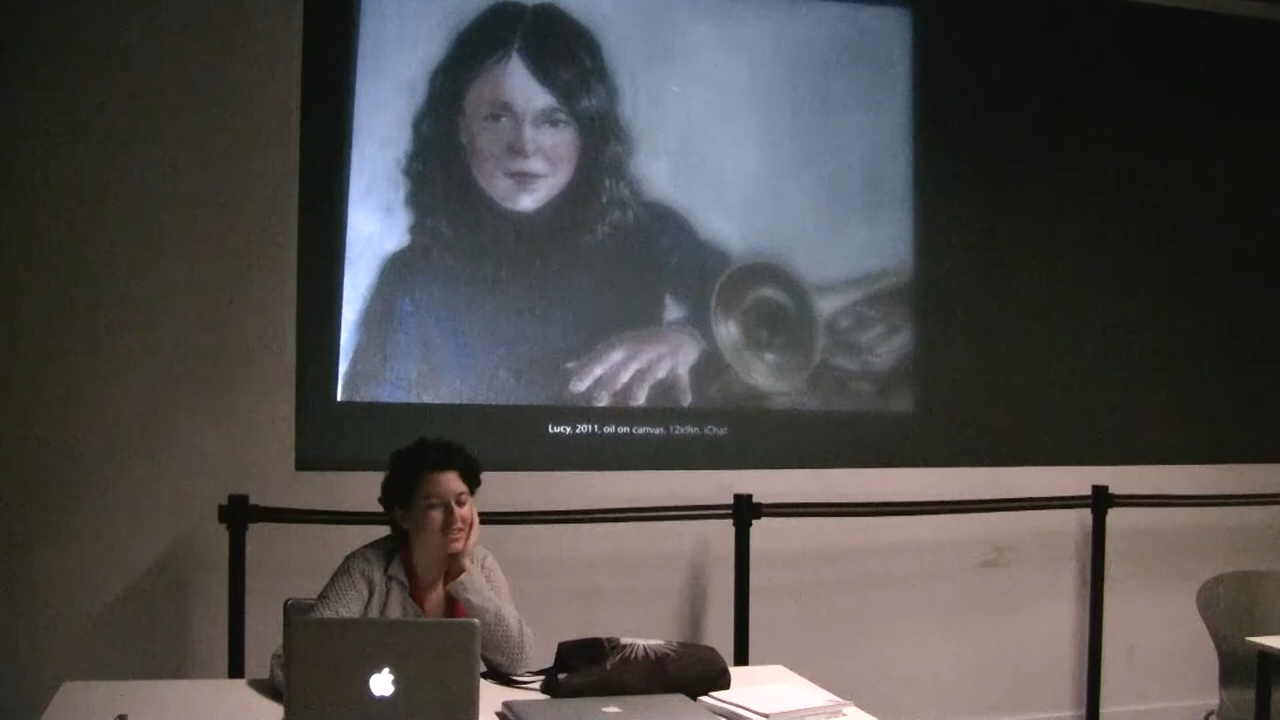 Lucy, 2011, oil on canvas, 12x9in. iChat